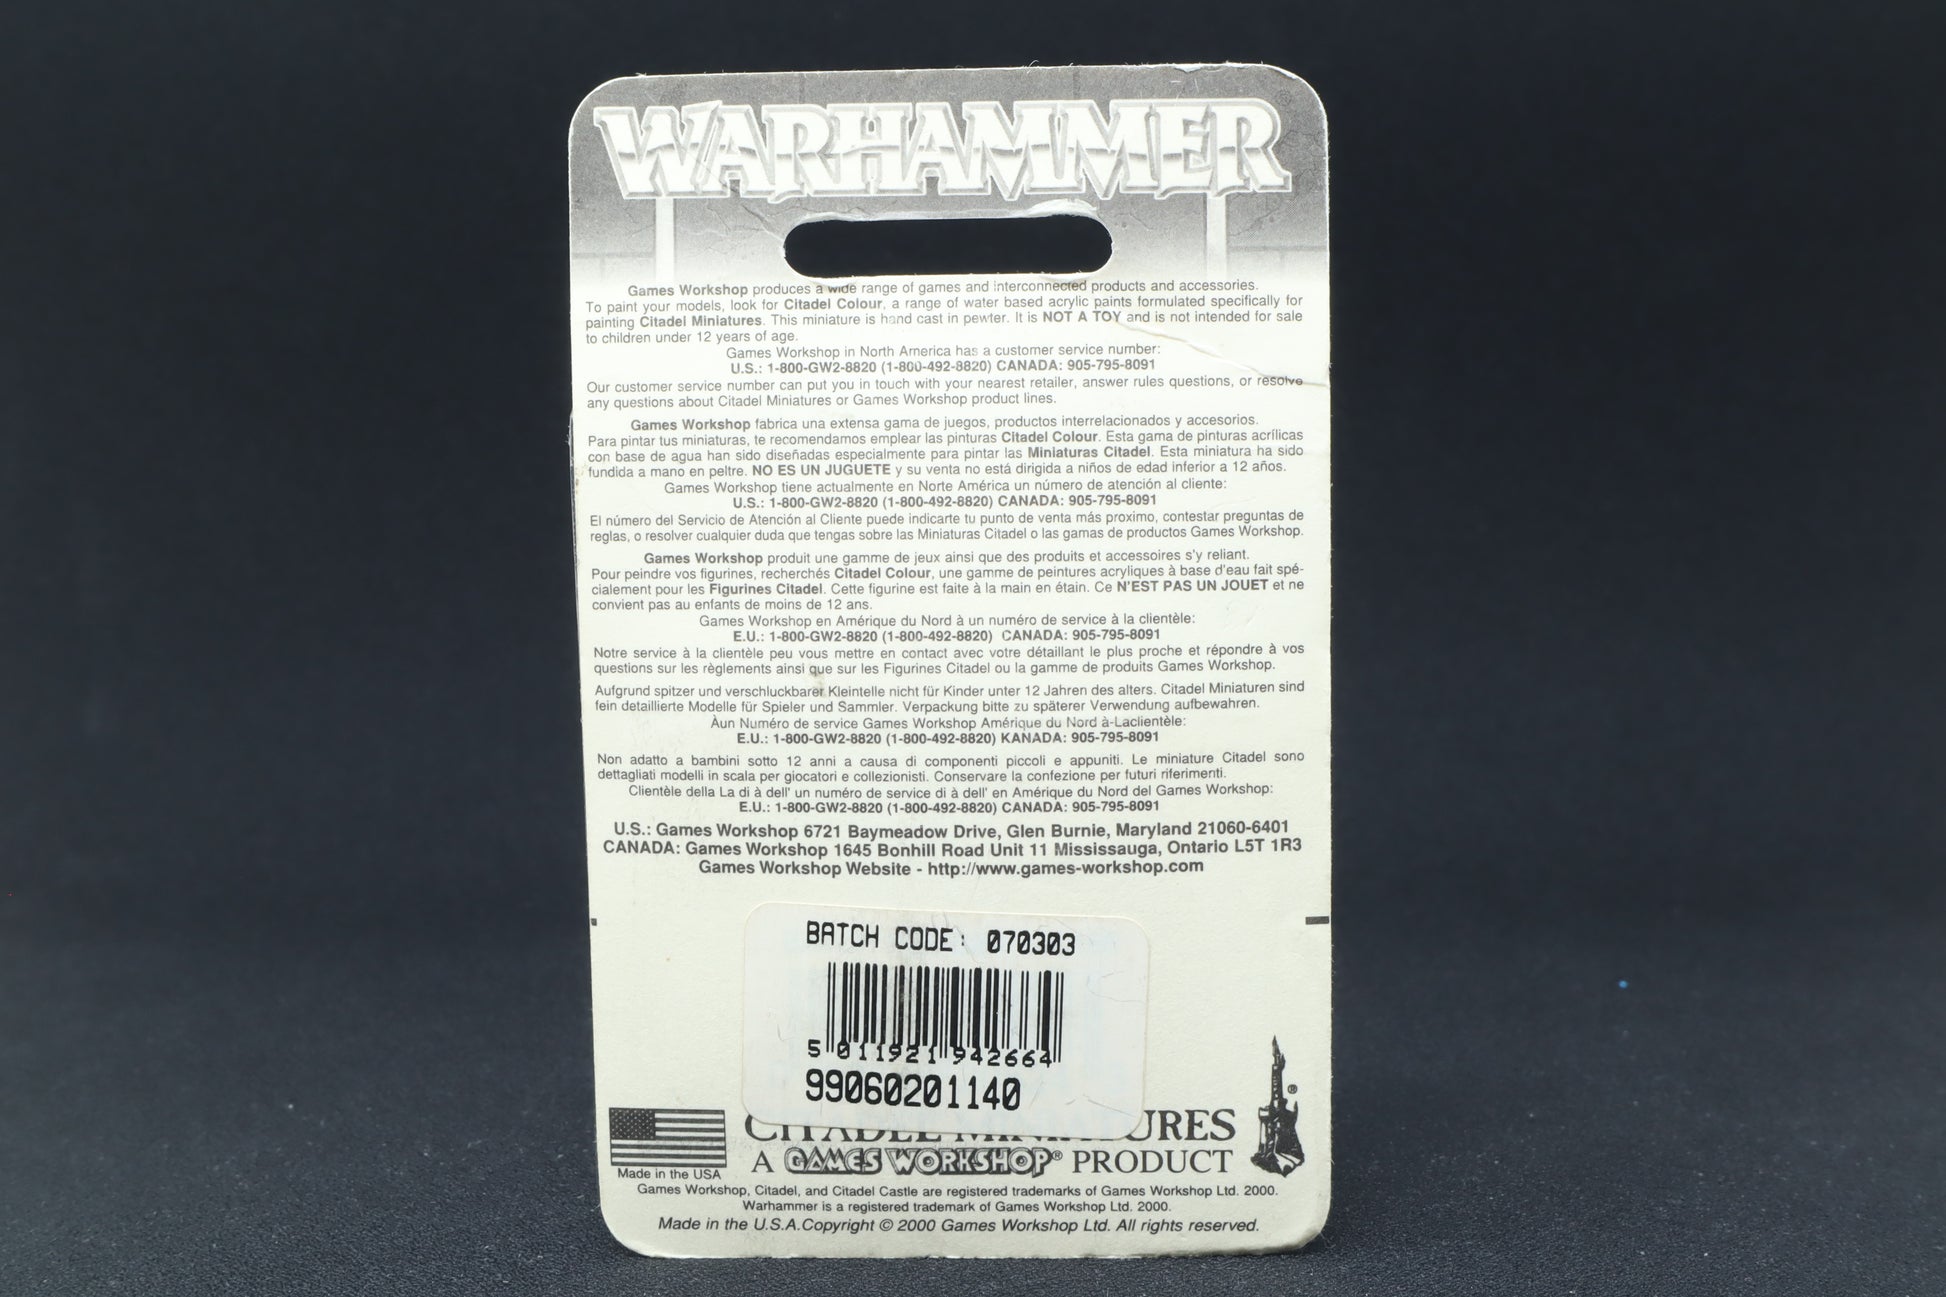 WARHAMMER
Games Workshop produces a wide range of games and interconnected products and accessories.
To paint your models, look for Citadel Colour, a range of water based acrylic paints formulated specifically for
painting Citadel Miniatures. This miniature is hand cast in pewter. It is NOT A TOY and is not intended for sale
to children under 12 years of age.
Games Workshop in North America has a customer service number:
U.S.: 1-800-GW2-8820 (1-800-492-8820) CANADA: 905-795-8091
Our customer service number can put you in touch with your nearest retailer, answer rules questions, or resolve
any questions about Citadel Miniatures or Games Workshop product lines.
Games Workshop fabrica una extensa gama de juegos, productos interrelacionados y accesorios.
Para pintar tus miniaturas, te recomendamos emplear las pinturas Citadel Colour. Esta gama de pinturas acrílicas
con base de agua han sido diseñadas especialmente para pintar las Miniaturas Citadel. Esta miniatura ha sido
fundida a mano en peltre. NO ES UN JUGUETE y su venta no está dirigida a niños de edad inferior a 12 años.
Games Workshop tiene actualmente en Norte América un número de atención al cliente:
U.S.: 1-800-GW2-8820 (1-800-492-8820) CANADA: 905-795-8091
El número del Servicio de Atención al Cliente puede indicarte tu punto de venta más proximo, contestar preguntas de
reglas, o resolver cualquier duda que tengas sobre las Miniaturas Citadel o las gamas de productos Games Workshop.
Games Workshop produit une gamme de jeux ainsi que des produits et accessoires s'y reliant.
Pour peindre vos figurines, recherchés Citadel Colour, une gamme de peintures acryliques à base d'eau fait spé-
cialement pour les Figurines Citadel. Cette figurine est faite à la main en étain. Ce N'EST PAS UN JOUET et ne
convient pas au enfants de moins de 12 ans.
Games Workshop en Amérique du Nord à un numéro de service à la clientèle:
E.U.: 1-800-GW2-8820 (1-800-492-8820) CANADA: 905-795-8091
Notre service à la clientèle peu vous mettre en contact avec votre détaillant le plus proche et répondre à vos
questions sur les règlements ainsi que sur les Figurines Citadel ou la gamme de produits Games Workshop.
Aufgrund spitzer und verschluckbarer Kleintelle nicht für Kinder unter 12 Jahren des alters. Citadel Miniaturen sind
fein detaillierte Modelle für Spieler und Sammler. Verpackung bitte zu späterer Verwendung aufbewahren.
Àun Numéro de service Games Workshop Amérique du Nord à-Laclientèle:
E.U.: 1-800-GW2-8820 (1-800-492-8820) KANADA: 905-795-8091
Non adatto a bambini sotto 12 anni a causa di componenti piccoli e appuniti. Le miniature Citadel sono
dettagliati modelli in scala per giocatori e collezionisti. Conservare la confezione per futuri riferimenti.
Clientèle della La di à dell' un numéro de service di à dell' en Amérique du Nord del Games Workshop:
E.U.: 1-800-GW2-8820 (1-800-492-8820) CANADA: 905-795-8091
U.S.: Games Workshop 6721 Baymeadow Drive, Glen Burnie, Maryland 21060-6401
CANADA: Games Workshop 1645 Bonhill Road Unit 11 Mississauga, Ontario L5T 1R3
Games Workshop Website - http://www.games-workshop.com
BATCH CODE: 070303
5 011921 942664
99060201140
CITADEL MINIATURES
A GAMES WORKSHOP® PRODUCT
®
Made in the USA
Games Workshop, Citadel, and Citadel Castle are registered trademarks of Games Workshop Ltd. 2000.
Warhammer is a registered trademark of Games Workshop Ltd. 2000.
Made in the U.S.A.Copyright © 2000 Games Workshop Ltd. All rights reserved.